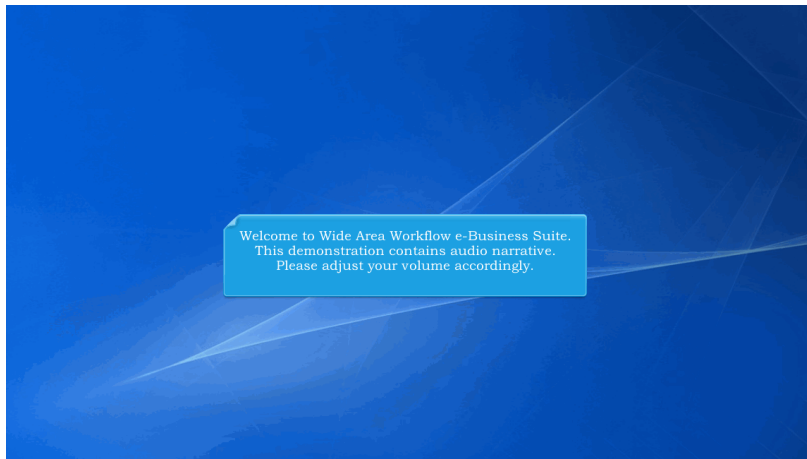 Welcome to Wide Area Workflow e-Business Suite.
This demonstration contains audio narrative.
Please adjust your volume accordingly.